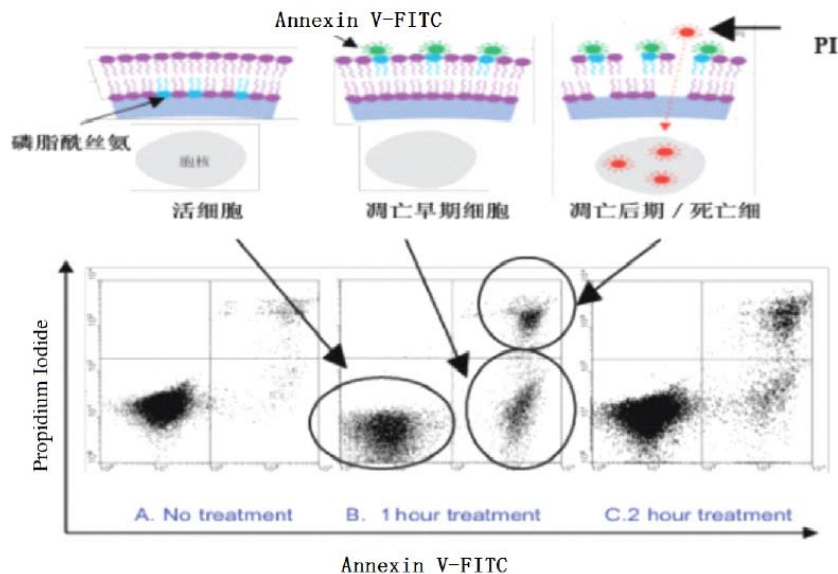 Annexin V-FITC
PI
磷脂酰丝氨
胞核
活细胞
凋亡早期细胞
凋亡后期/死亡细
Propidium Iodide
A. No treatment
B. 1 hour treatment
C.2 hour treatment
Annexin V-FITC